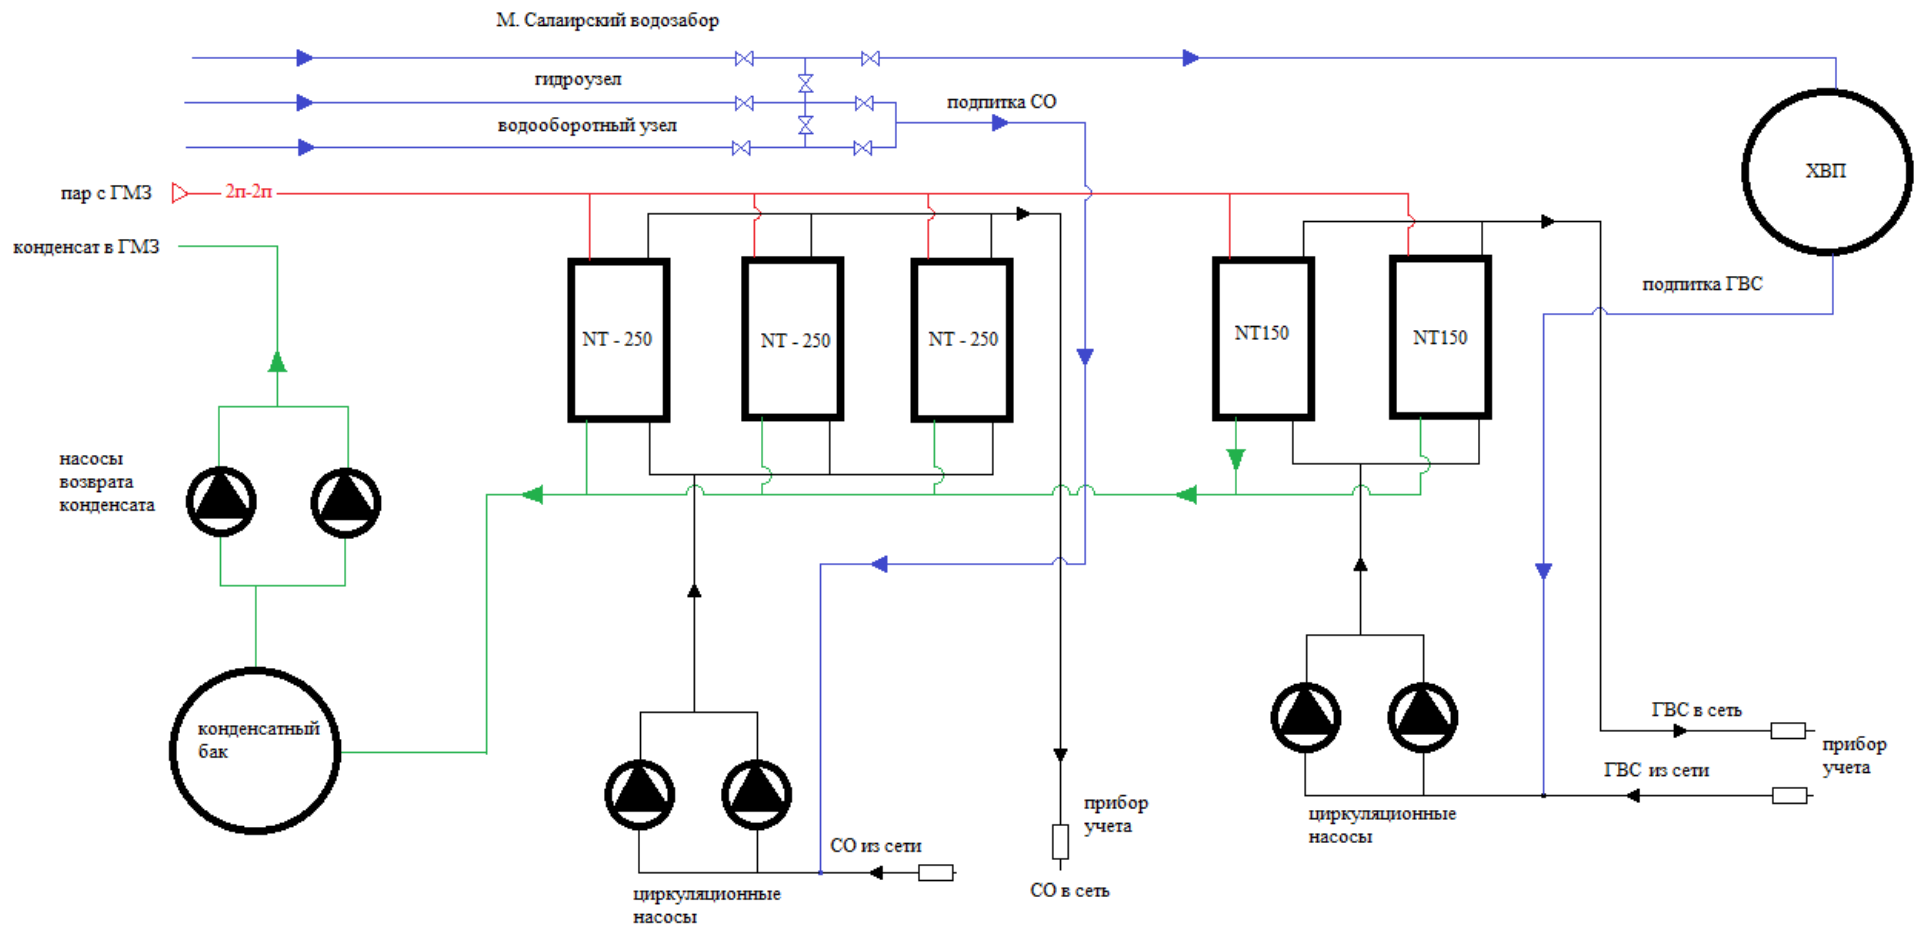 М. Салаирский водозабор
гидроузел
водооборотный узел
подпитка СО
ХВП
пар с ГМЗ
2п-2п
конденсат в ГМЗ
подпитка ГВС
NT - 250
NT - 250
NT - 250
NT150
NT150
насосы
возврата
конденсата
конденсатный
бак
ГВС в сеть
прибор
учета
ГВС из сети
прибор
учета
циркуляционные
насосы
СО из сети
СО в сеть
циркуляционные
насосы